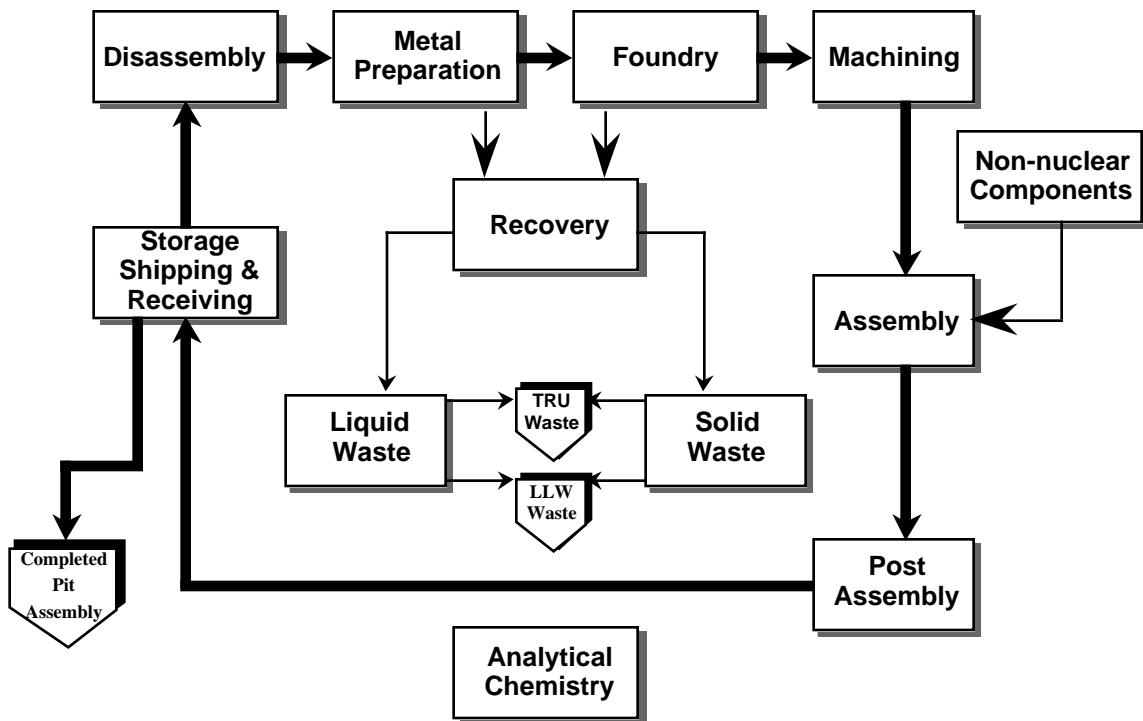 Disassembly
Metal
Preparation
Foundry
Machining
Non-nuclear
Components
Recovery
Storage
Shipping &
Receiving
Assembly
TRU
Waste
Liquid
Waste
Solid
Waste
LLW
Waste
Completed
Pit
Assembly
Post
Assembly
Analytical
Chemistry